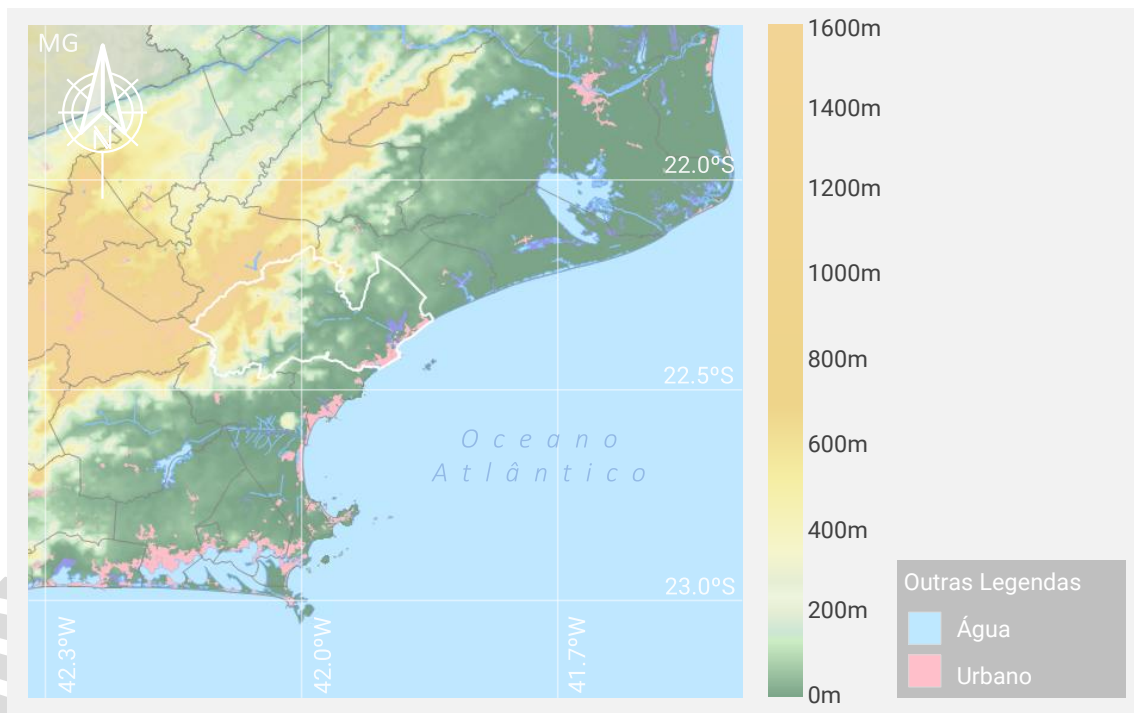 MG
N
22.0ºS
22.5ºS
Oceano
Atlântico
23.0ºS
42.3ºW
42.0ºW
41.7ºW
1600m
1400m
1200m
1000m
800m
600m
400m
200m
0m
Outras Legendas
Água
Urbano